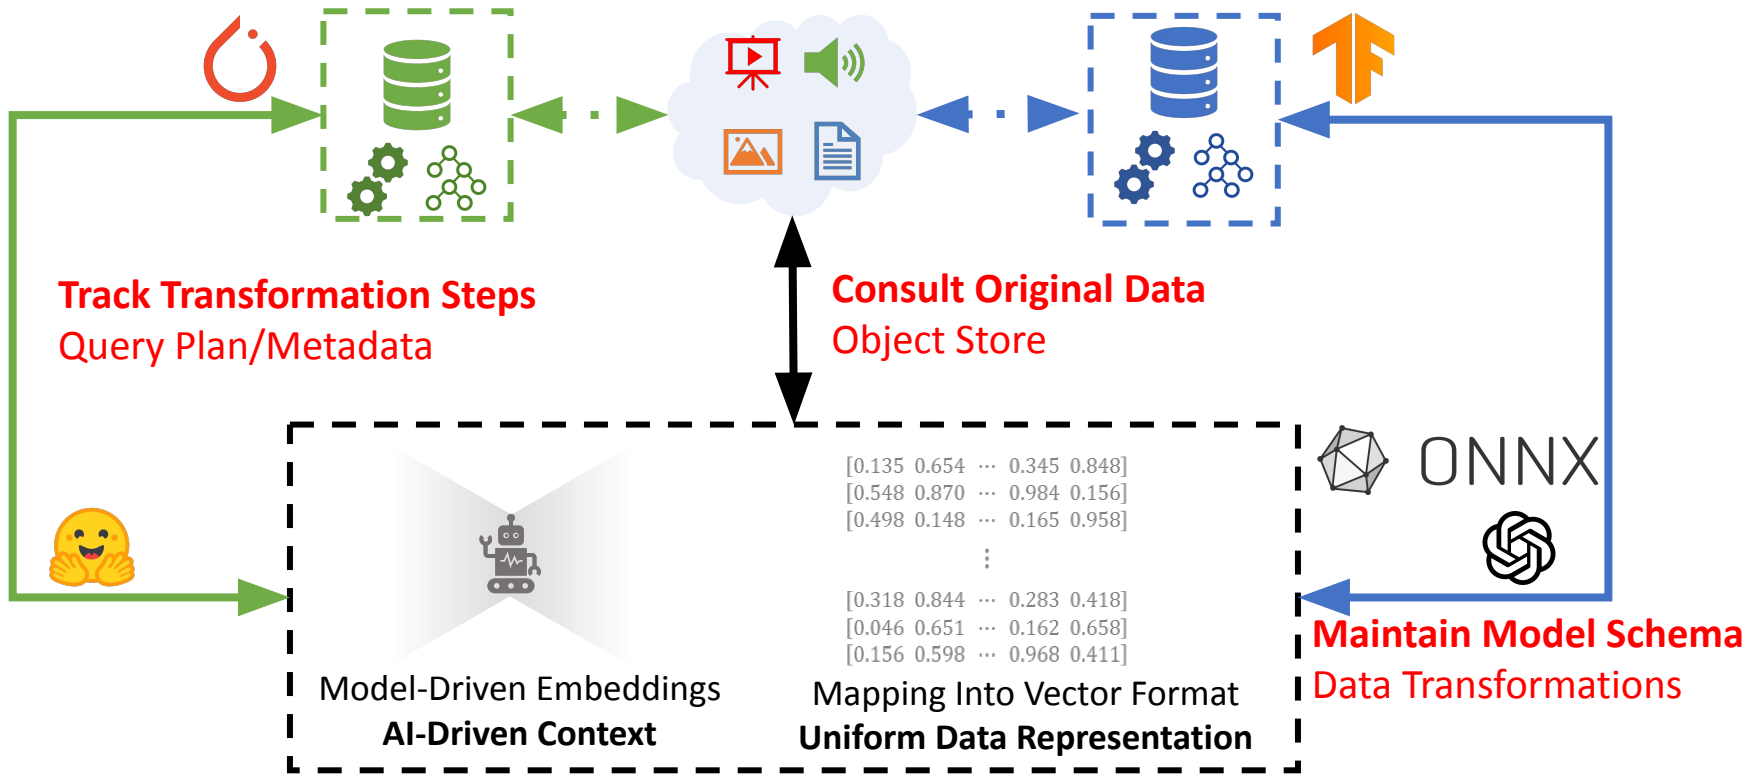 Track Transformation Steps
Query Plan/Metadata
Consult Original Data
Object Store
[0.135 0.654 ⋯ 0.345 0.848]
[0.548 0.870 ⋯ 0.984 0.156]
[0.498 0.148 ⋯ 0.165 0.958]
⋮
[0.318 0.844 ⋯ 0.283 0.418]
[0.046 0.651 ⋯ 0.162 0.658]
[0.156 0.598 ⋯ 0.968 0.411]
Model-Driven Embeddings
AI-Driven Context
Mapping Into Vector Format
Uniform Data Representation
ONNX
Maintain Model Schema
Data Transformations